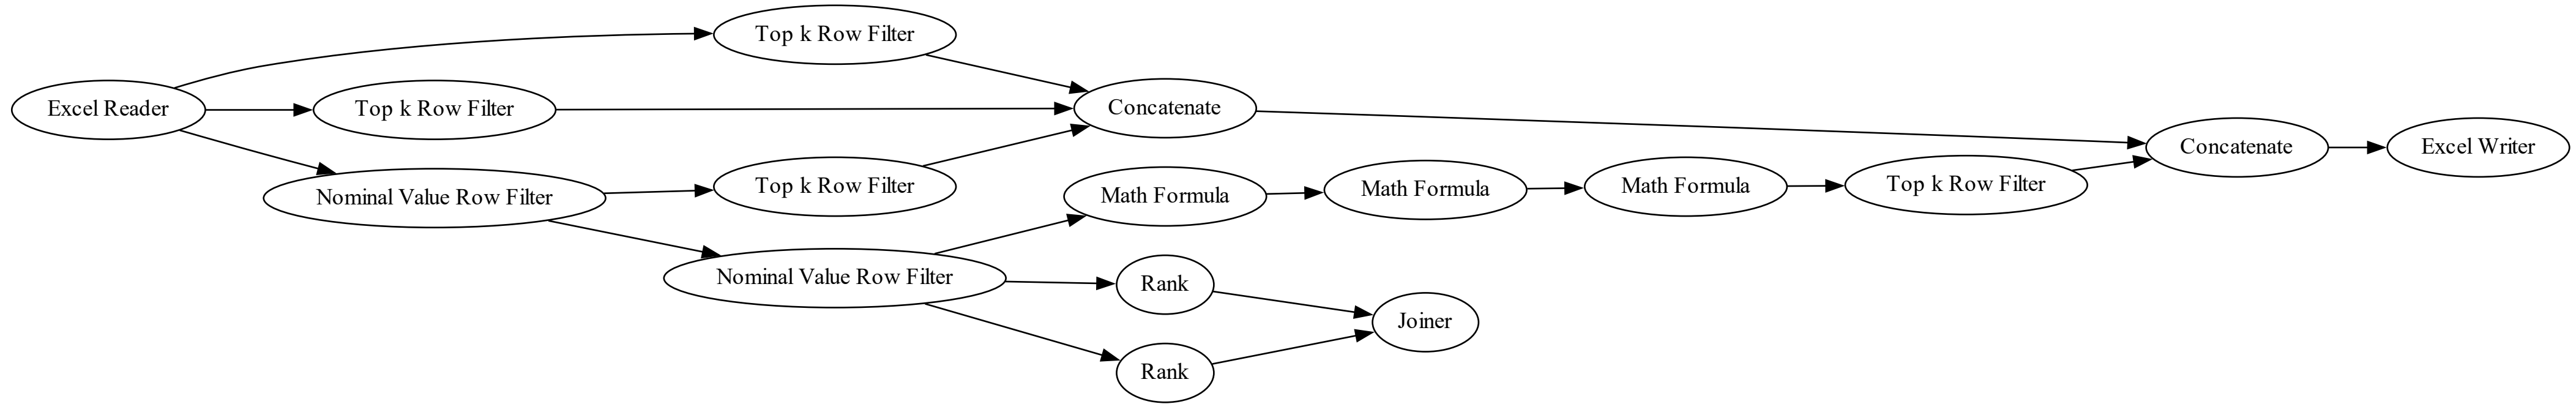 Excel Reader
Top k Row Filter
Top k Row Filter
Nominal Value Row Filter
Top k Row Filter
Nominal Value Row Filter
Concatenate
Math Formula
Math Formula
Math Formula
Top k Row Filter
Rank
Rank
Joiner
Concatenate
Excel Writer